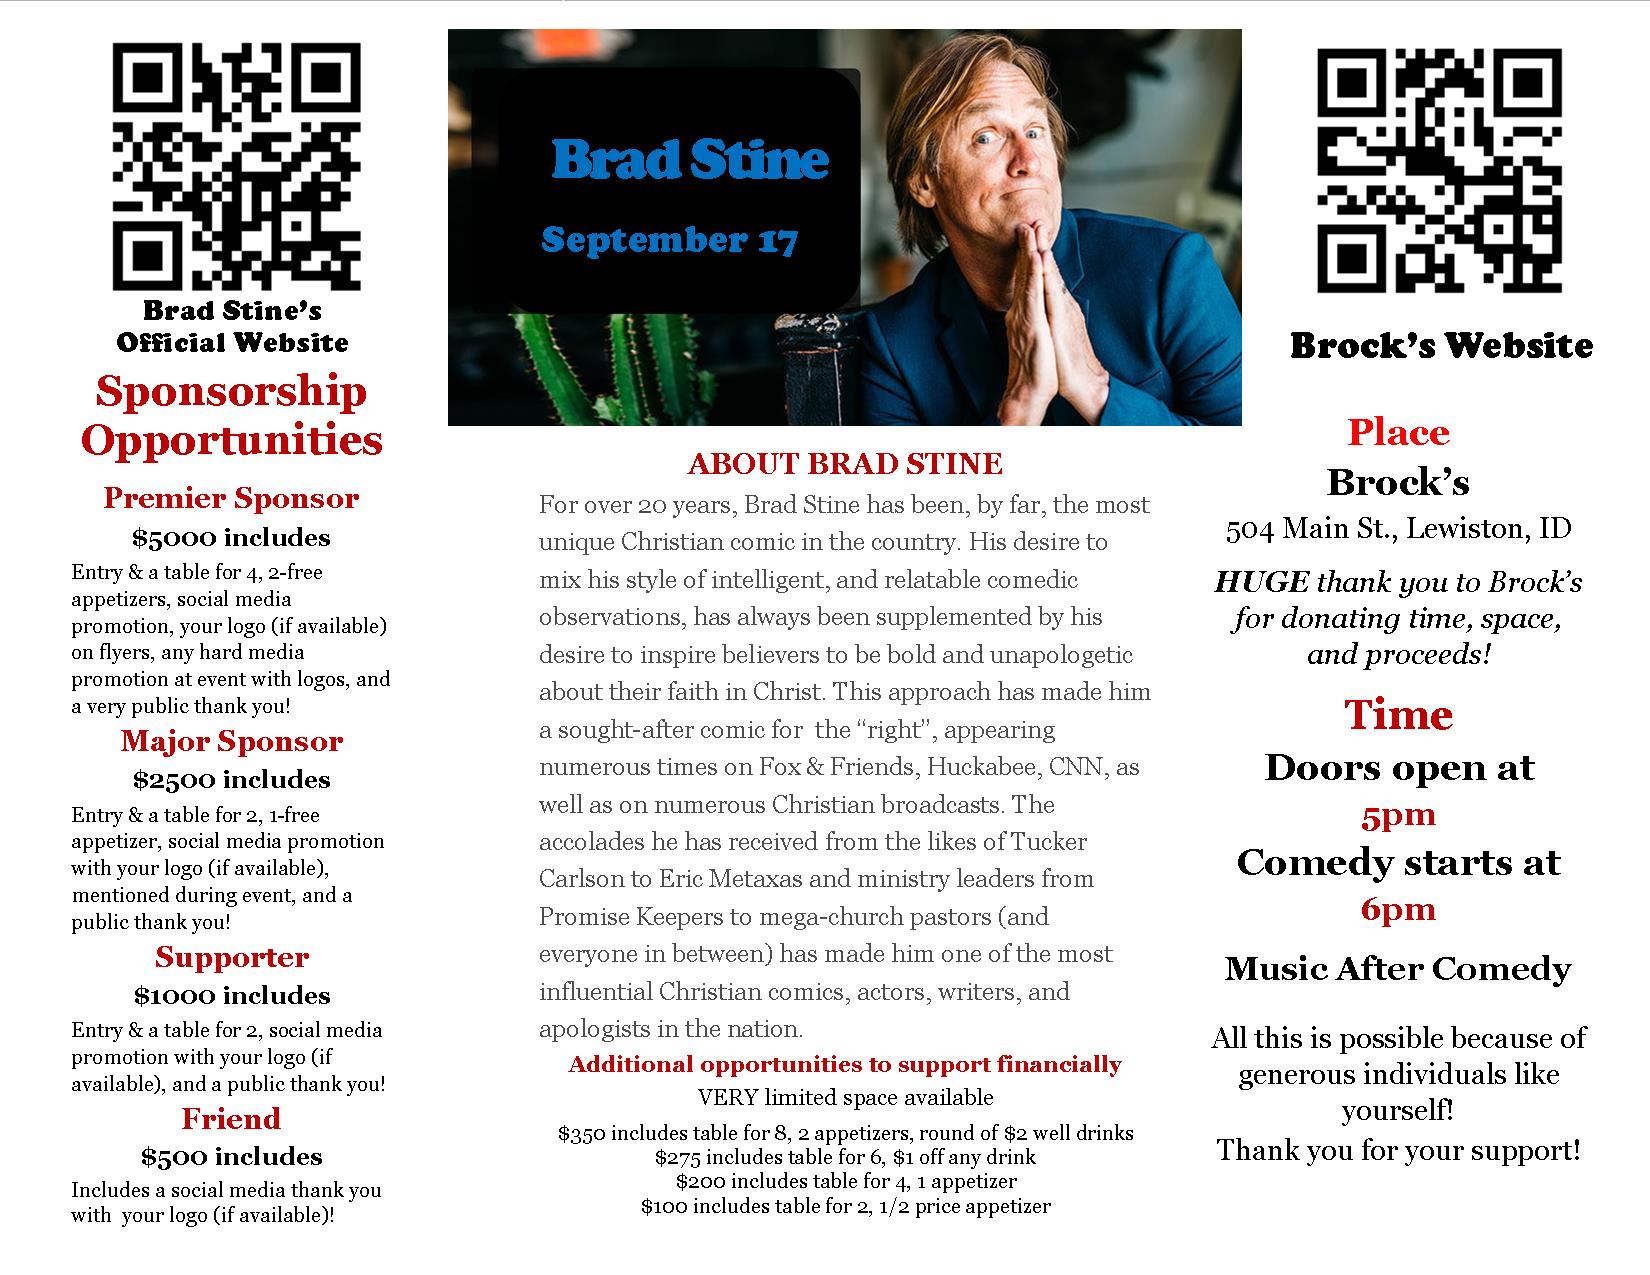 Brad Stine's
Official Website
Sponsorship
Opportunities
Premier Sponsor
$5000 includes
Entry & a table for 4, 2-free
appetizers, social media
promotion, your logo (if available)
on flyers, any hard media
promotion at event with logos, and
a very public thank you!
Major Sponsor
$2500 includes
Entry & a table for 2, 1-free
appetizer, social media promotion
with your logo (if available),
mentioned during event, and a
public thank you!
Supporter
$1000 includes
Entry & a table for 2, social media
promotion with your logo (if
available), and a public thank you!
Friend
$500 includes
Includes a social media thank you
with  your logo (if available)!
Brad Stine
September 17
ABOUT BRAD STINE
For over 20 years, Brad Stine has been, by far, the most
unique Christian comic in the country. His desire to
mix his style of intelligent, and relatable comedic
observations, has always been supplemented by his
desire to inspire believers to be bold and unapologetic
about their faith in Christ. This approach has made him
a sought-after comic for  the “right”, appearing
numerous times on Fox & Friends, Huckabee, CNN, as
well as on numerous Christian broadcasts. The
accolades he has received from the likes of Tucker
Carlson to Eric Metaxas and ministry leaders from
Promise Keepers to mega-church pastors (and
everyone in between) has made him one of the most
influential Christian comics, actors, writers, and
apologists in the nation.
Additional opportunities to support financially
VERY limited space available
$350 includes table for 8, 2 appetizers, round of $2 well drinks
$275 includes table for 6, $1 off any drink
$200 includes table for 4, 1 appetizer
$100 includes table for 2, 1/2 price appetizer
Brock's Website
Place
Brock's
504 Main St., Lewiston, ID
HUGE thank you to Brock's
for donating time, space,
and proceeds!
Time
Doors open at
5pm
Comedy starts at
6pm
Music After Comedy
All this is possible because of
generous individuals like
yourself!
Thank you for your support!